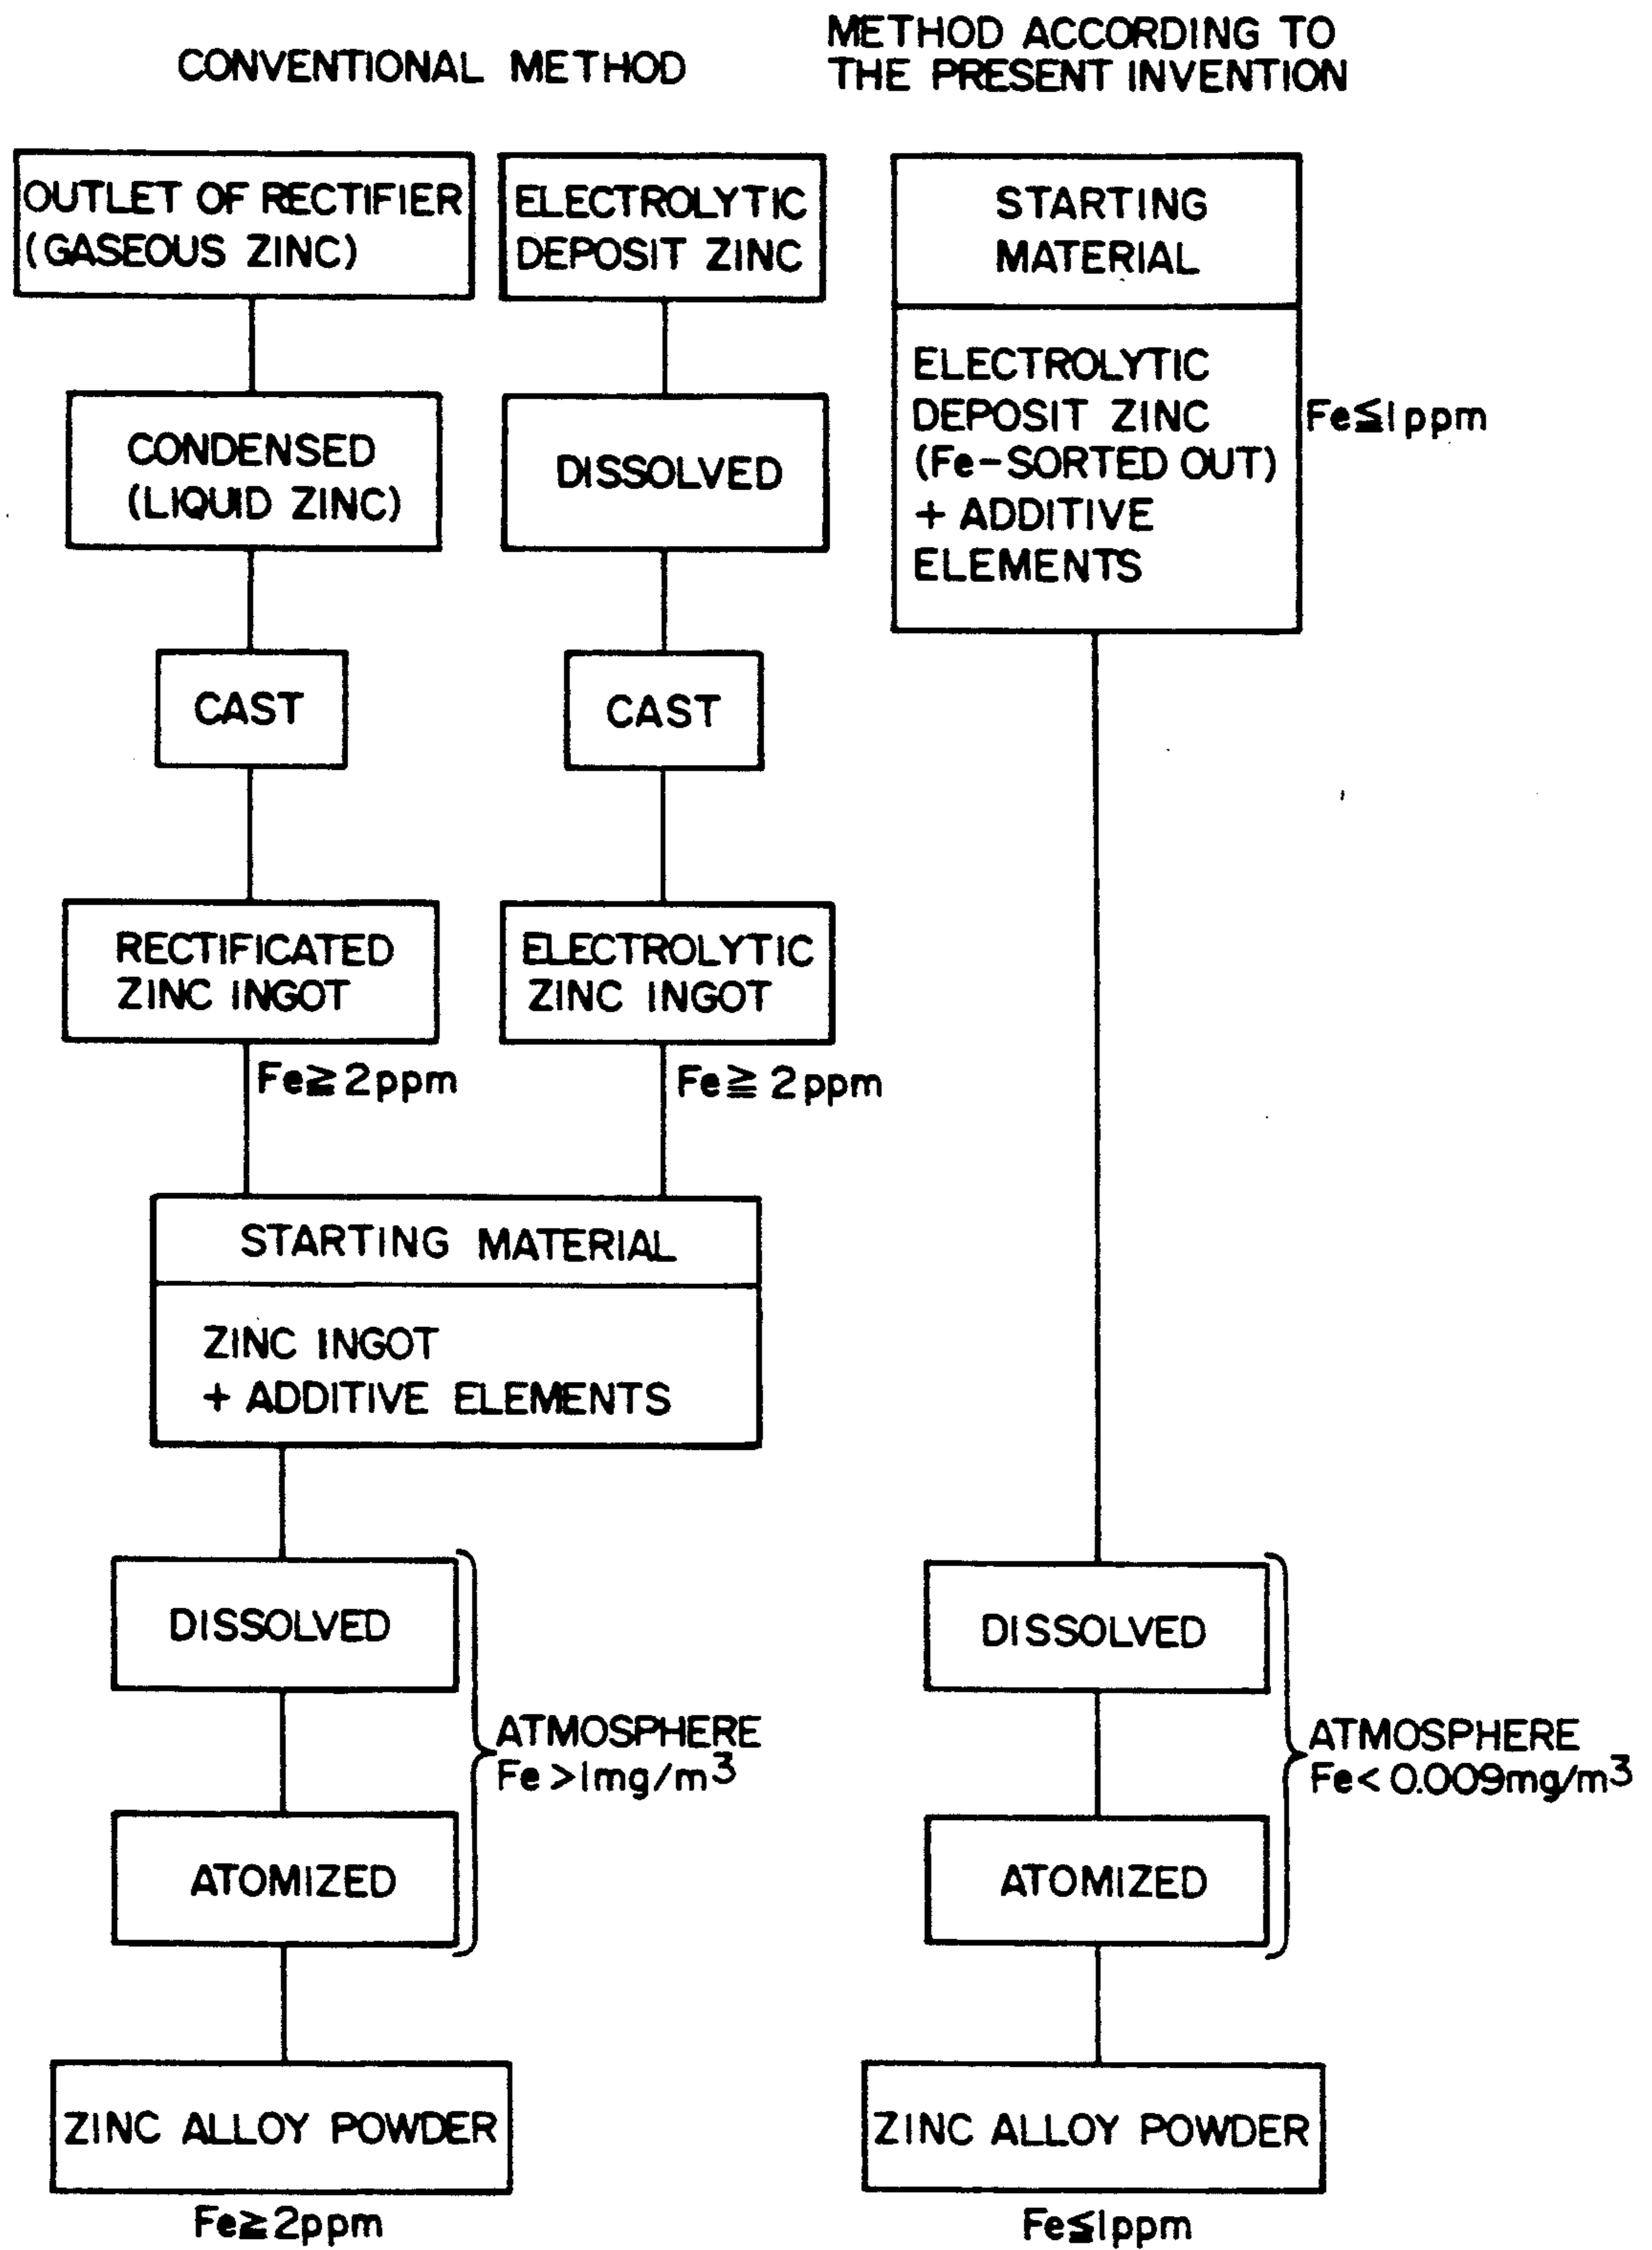 CONVENTIONAL METHOD
METHOD ACCORDING TO
THE PRESENT INVENTION
OUTLET OF RECTIFIER
(GASEOUS ZINC)
ELECTROLYTIC
DEPOSIT ZINC
STARTING
MATERIAL
ELECTROLYTIC
DEPOSIT ZINC
(Fe-SORTED OUT)
+ ADDITIVE
ELEMENTS
Fe≦1ppm
CONDENSED
(LIQUID ZINC)
DISSOLVED
CAST
CAST
RECTIFICATED
ZINC INGOT
ELECTROLYTIC
ZINC INGOT
Fe≧2ppm
Fe≧2ppm
STARTING MATERIAL
ZINC INGOT
+ ADDITIVE ELEMENTS
DISSOLVED
ATOMIZED
ATMOSPHERE
Fe>1mg/m³
DISSOLVED
ATOMIZED
ATMOSPHERE
Fe<0.009mg/m³
ZINC ALLOY POWDER
Fe≧2ppm
ZINC ALLOY POWDER
Fe≦1ppm